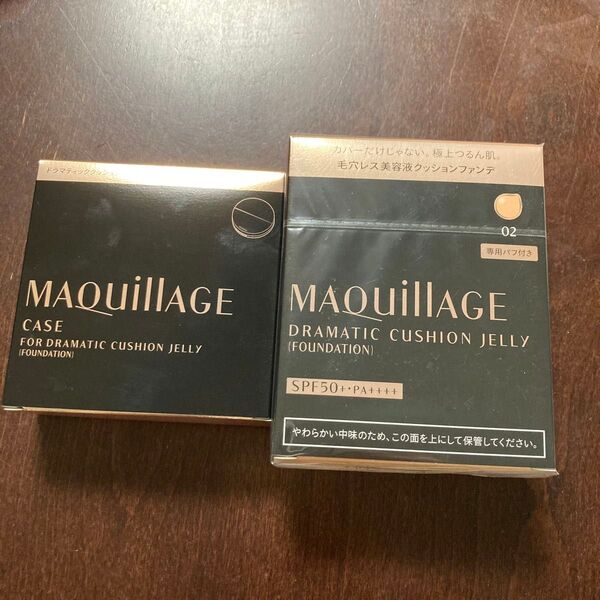 ドラマティッククッション
MAQuillAGE
CASE
FOR DRAMATIC CUSHION JELLY
(FOUNDATION)
カバーだけじゃない。極上つるん肌。
毛穴レス美容液クッションファンデ
02
専用パフ付き
MAQuillAGE
DRAMATIC CUSHION JELLY
(FOUNDATION)
SPF50+・PA++++
やわらかい中味のため、この面を上にして保管してください。